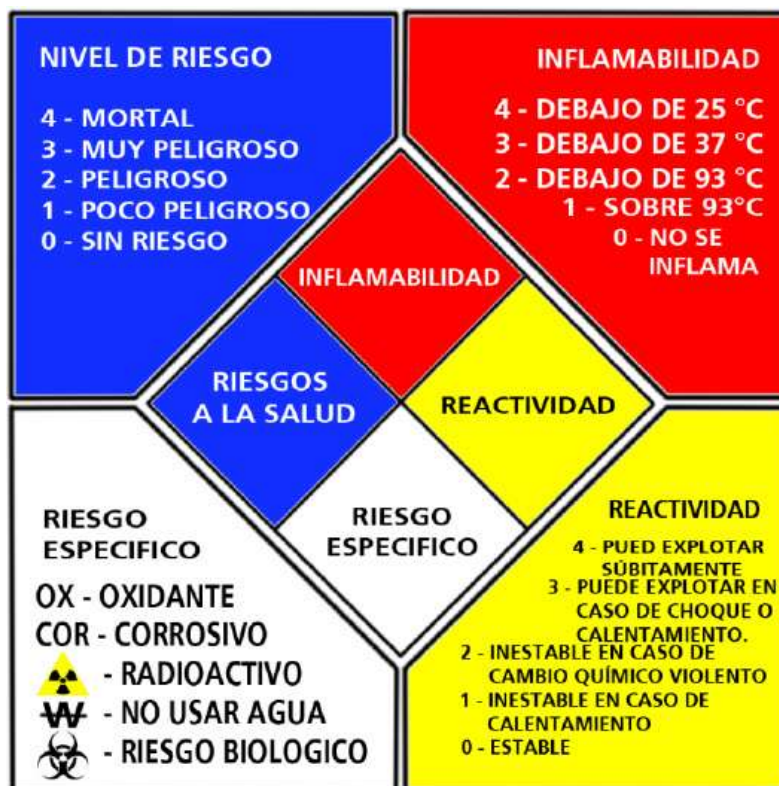 NIVEL DE RIESGO
4 - MORTAL
3 - MUY PELIGROSO
2 - PELIGROSO
1 - POCO PELIGROSO
0 - SIN RIESGO
INFLAMABILIDAD
4 - DEBAJO DE 25 °C
3 - DEBAJO DE 37 °C
2 - DEBAJO DE 93 °C
1 - SOBRE 93°C
0 - NO SE
INFLAMA
INFLAMABILIDAD
RIESGOS
A LA SALUD
REACTIVIDAD
RIESGO
ESPECIFICO
RIESGO
ESPECIFICO
OX - OXIDANTE
COR - CORROSIVO
- RADIOACTIVO
W - NO USAR AGUA
- RIESGO BIOLOGICO
REACTIVIDAD
4 - PUED EXPLOTAR
SÚBITAMENTE
3 - PUEDE EXPLOTAR EN
CASO DE CHOQUE O
CALENTAMIENTO.
2 - INESTABLE EN CASO DE
CAMBIO QUÍMICO VIOLENTO
1 - INESTABLE EN CASO DE
CALENTAMIENTO
0 - ESTABLE